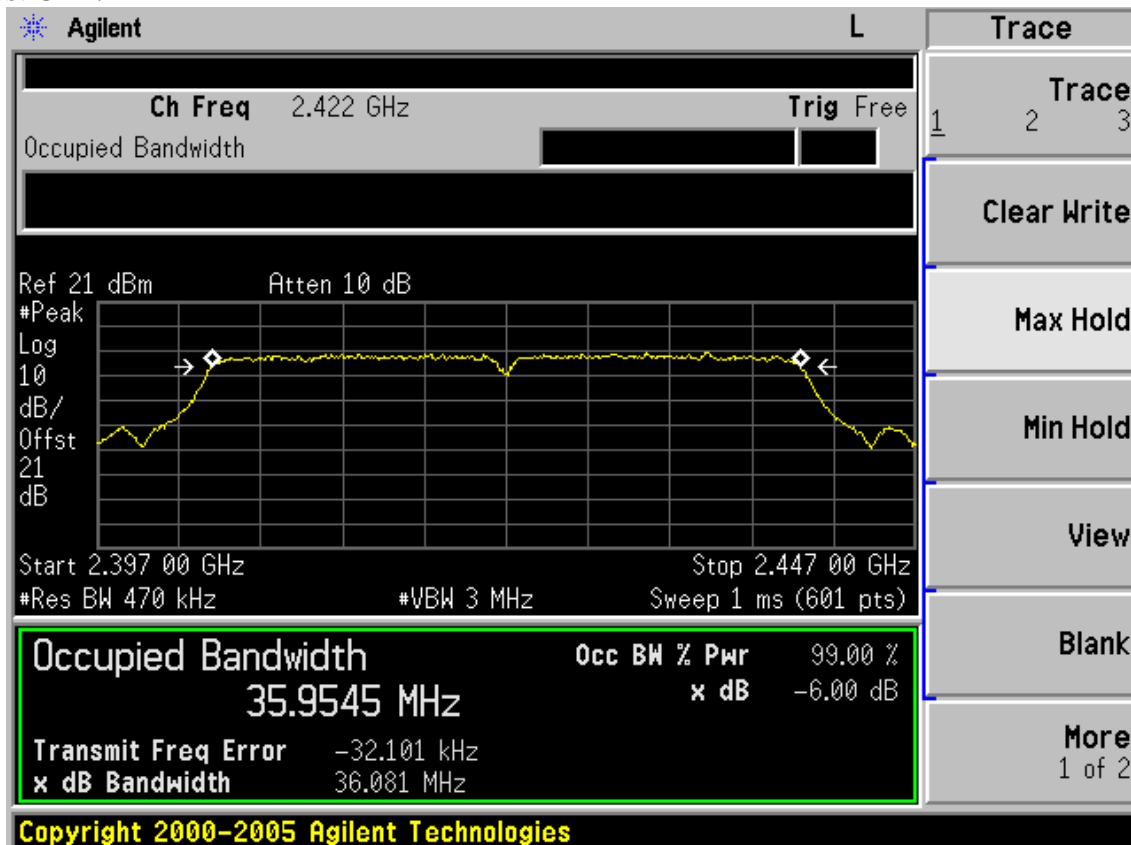 Agilent L Trace
Ch Freq 2.422 GHz Trig Free
Occupied Bandwidth
Trace
1 2 3
Clear Write
Max Hold
Min Hold
View
Blank
More
1 of 2
Ref 21 dBm Atten 10 dB
#Peak
Log
10
dB/
Offst
21
dB
Start 2.397 00 GHz Stop 2.447 00 GHz
#Res BW 470 kHz #VBW 3 MHz Sweep 1 ms (601 pts)
Occupied Bandwidth Occ BW % Pwr 99.00 %
35.9545 MHz x dB -6.00 dB
Transmit Freq Error -32.101 kHz
x dB Bandwidth 36.081 MHz
Copyright 2000-2005 Agilent Technologies